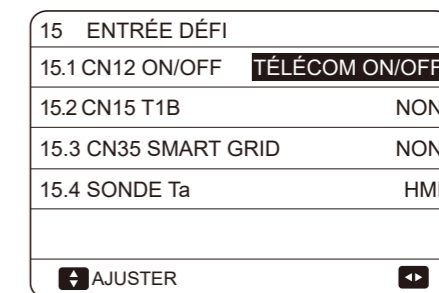 15 ENTRÉE DÉFI
15.1 CN12 ON/OFF TÉLÉCOM ON/OFF
15.2 CN15 T1B NON
15.3 CN35 SMART GRID NON
15.4 SONDE Ta HMI
AJUSTER